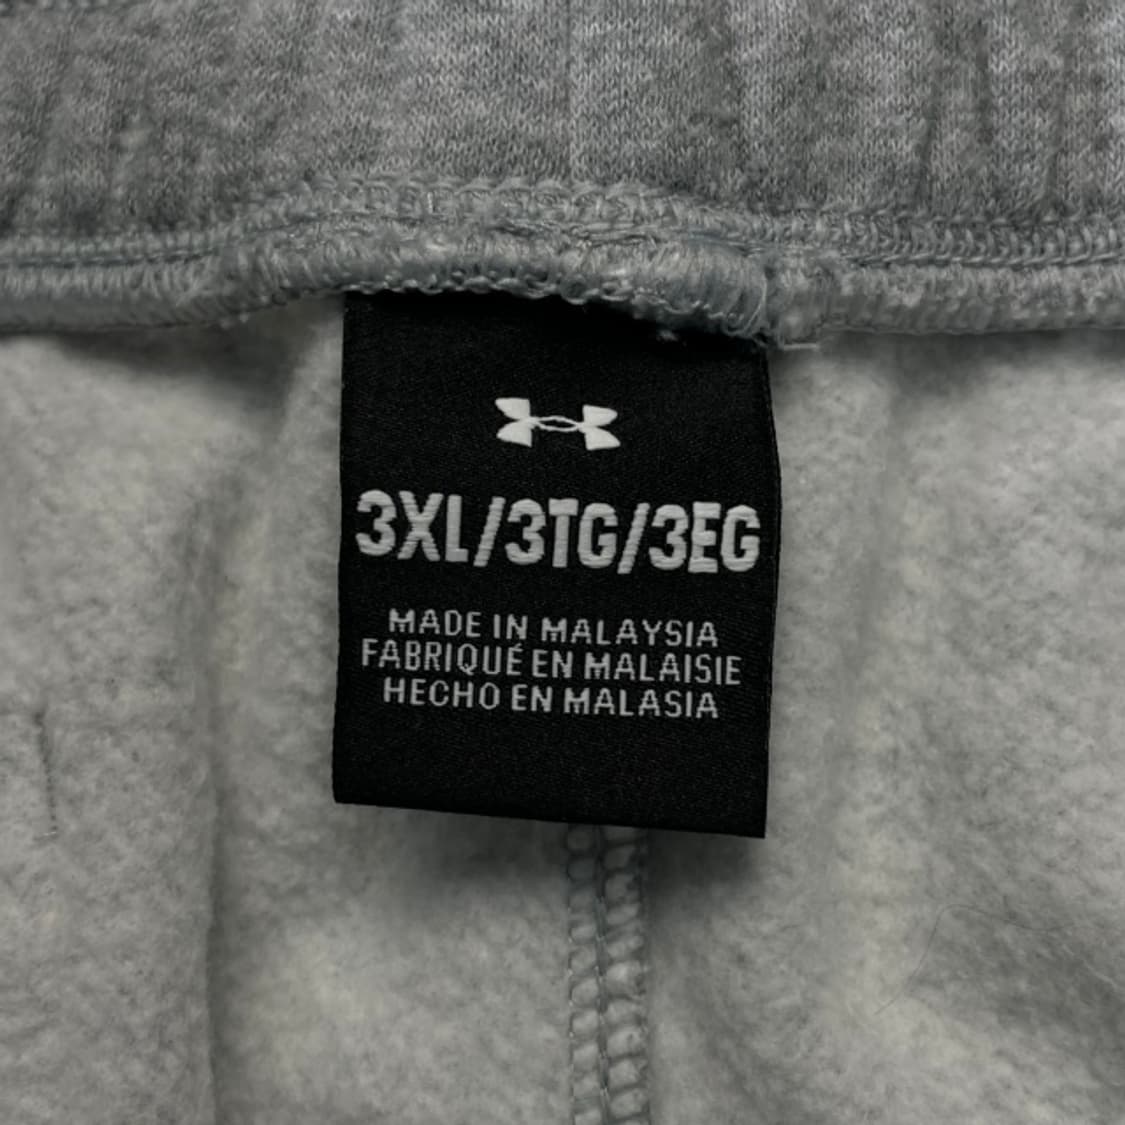 3XL/3TG/3EG
MADE IN MALAYSIA
FABRIQUÉ EN MALAISIE
HECHO EN MALASIA